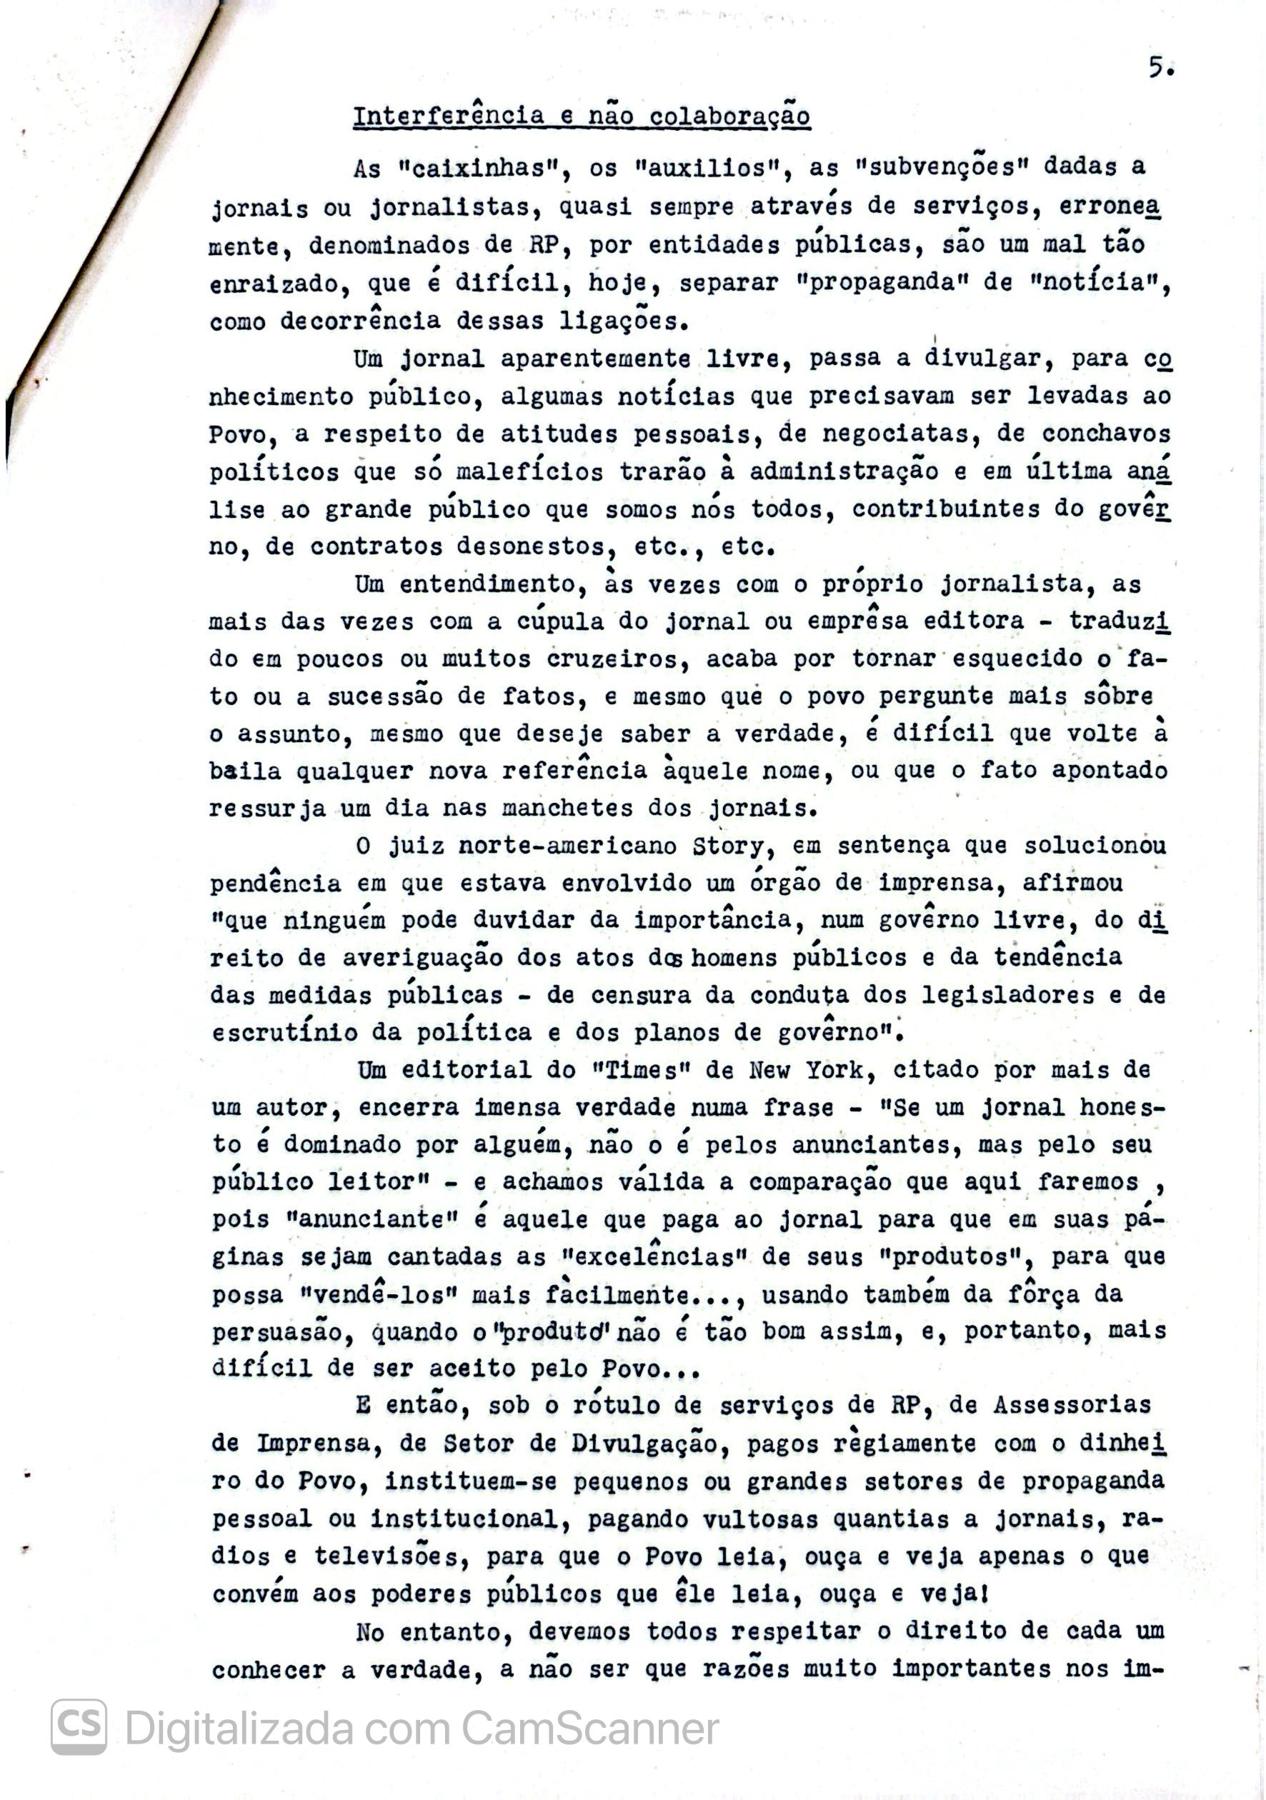 5.
Interferência e não colaboração
As "caixinhas", os "auxilios", as "subvenções" dadas a
jornais ou jornalistas, quasi sempre através de serviços, erronea
mente, denominados de RP, por entidades públicas, são um mal tão
enraizado, que é difícil, hoje, separar "propaganda" de "notícia",
como decorrência dessas ligações.
Um jornal aparentemente livre, passa a divulgar, para co
nhecimento público, algumas notícias que precisavam ser levadas ao
Povo, a respeito de atitudes pessoais, de negociatas, de conchavos
políticos que só malefícios trarão à administração e em última aná
lise ao grande público que somos nós todos, contribuintes do govêr
no, de contratos desonestos, etc., etc.
Um entendimento, às vezes com o próprio jornalista, as
mais das vezes com a cúpula do jornal ou emprêsa editora - traduzi
do em poucos ou muitos cruzeiros, acaba por tornar esquecido o fa-
to ou a sucessão de fatos, e mesmo que o povo pergunte mais sôbre
o assunto, mesmo que deseje saber a verdade, é difícil que volte à
baila qualquer nova referência àquele nome, ou que o fato apontado
ressurja um dia nas manchetes dos jornais.
O juiz norte-americano Story, em sentença que solucionou
pendência em que estava envolvido um órgão de imprensa, afirmou
"que ninguém pode duvidar da importância, num govêrno livre, do di
reito de averiguação dos atos dos homens públicos e da tendência
das medidas públicas - de censura da conduta dos legisladores e de
escrutínio da política e dos planos de govêrno".
Um editorial do "Times" de New York, citado por mais de
um autor, encerra imensa verdade numa frase - "Se um jornal hones-
to é dominado por alguém, não o é pelos anunciantes, mas pelo seu
público leitor" - e achamos válida a comparação que aqui faremos ,
pois "anunciante" é aquele que paga ao jornal para que em suas pá-
ginas sejam cantadas as "excelências" de seus "produtos", para que
possa "vendê-los" mais fàcilmente..., usando também da fôrça da
persuasão, quando o "produto" não é tão bom assim, e, portanto, mais
difícil de ser aceito pelo Povo...
E então, sob o rótulo de serviços de RP, de Assessorias
de Imprensa, de Setor de Divulgação, pagos règiamente com o dinhei
ro do Povo, instituem-se pequenos ou grandes setores de propaganda
pessoal ou institucional, pagando vultosas quantias a jornais, ra-
dios e televisões, para que o Povo leia, ouça e veja apenas o que
convém aos poderes públicos que êle leia, ouça e veja!
No entanto, devemos todos respeitar o direito de cada um
conhecer a verdade, a não ser que razões muito importantes nos im-
CS Digitalizada com CamScanner